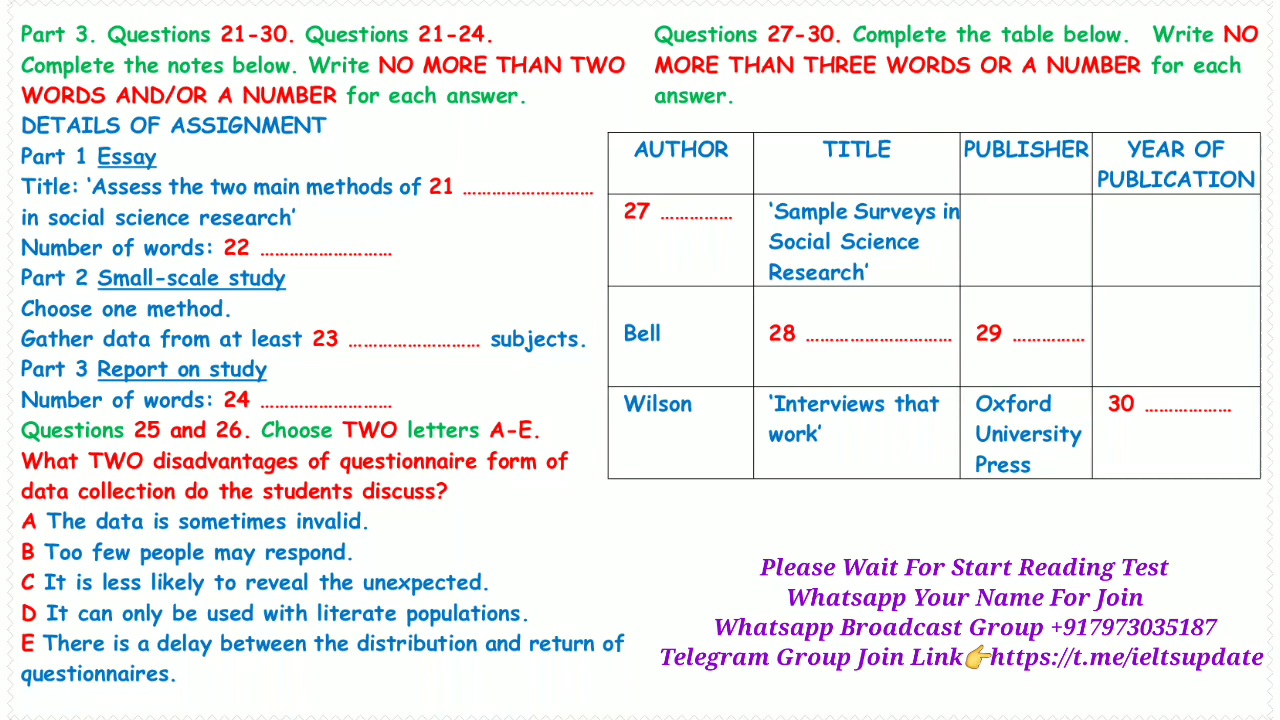 Part 3. Questions 21-30. Questions 21-24.
Complete the notes below. Write NO MORE THAN TWO
WORDS AND/OR A NUMBER for each answer.
DETAILS OF ASSIGNMENT
Part 1 Essay
Title: ‘Assess the two main methods of 21 ………………………
in social science research’
Number of words: 22 ………………………
Part 2 Small-scale study
Choose one method.
Gather data from at least 23 ……………………… subjects.
Part 3 Report on study
Number of words: 24 ………………………
Questions 25 and 26. Choose TWO letters A-E.
What TWO disadvantages of questionnaire form of
data collection do the students discuss?
A The data is sometimes invalid.
B Too few people may respond.
C It is less likely to reveal the unexpected.
D It can only be used with literate populations.
E There is a delay between the distribution and return of
questionnaires.
Questions 27-30. Complete the table below. Write NO
MORE THAN THREE WORDS OR A NUMBER for each
answer.
AUTHOR TITLE PUBLISHER YEAR OF
PUBLICATION
27 …………… ‘Sample Surveys in
Social Science
Research’
Bell 28 ………………………… 29 ……………
Wilson ‘Interviews that Oxford 30 ………………
work’ University
Press
Please Wait For Start Reading Test
Whatsapp Your Name For Join
Whatsapp Broadcast Group +917973035187
Telegram Group Join Link👉https://t.me/ieltsupdate